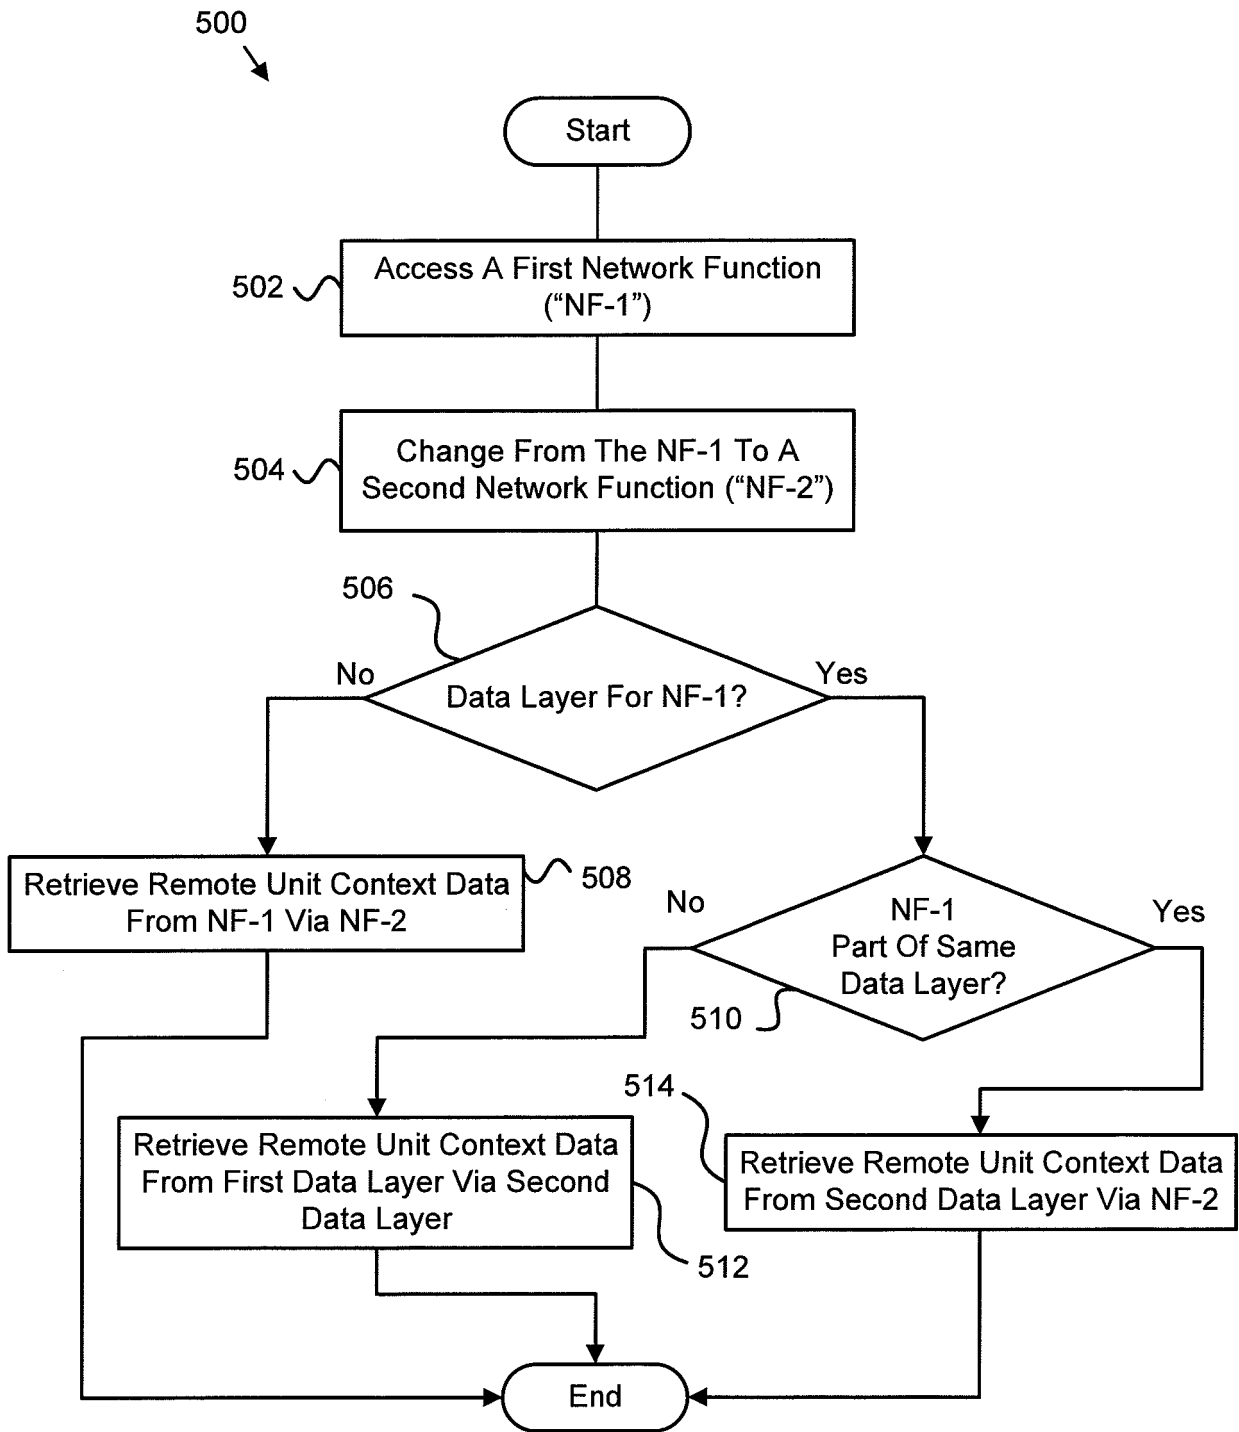 500
Start
502
Access A First Network Function
(“NF-1”)
504
Change From The NF-1 To A
Second Network Function (“NF-2”)
506
No
Yes
Data Layer For NF-1?
Retrieve Remote Unit Context Data
From NF-1 Via NF-2
508
No
Yes
NF-1
Part Of Same
Data Layer?
510
514
Retrieve Remote Unit Context Data
From First Data Layer Via Second
Data Layer
512
Retrieve Remote Unit Context Data
From Second Data Layer Via NF-2
End